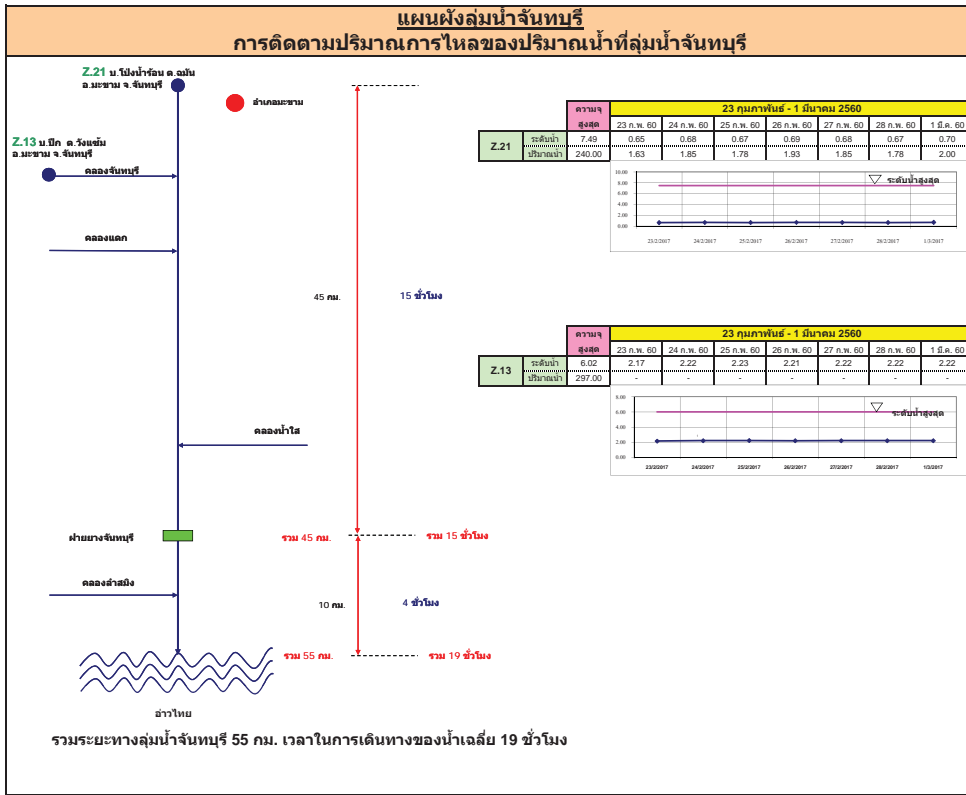 แผนผังลุ่มน้ำจันทบุรี
การติดตามปริมาณการไหลของปริมาณน้ำที่ลุ่มน้ำจันทบุรี
Z.21 บ.โป่งน้ำร้อน ต.ฉมัน
อ.มะขาม จ.จันทบุรี
อำเภอมะขาม
Z.13 บ.ปึก ต.วังแซ้ม
อ.มะขาม จ.จันทบุรี
คลองจันทบุรี
คลองแตก
45 กม. 15 ชั่วโมง
คลองน้ำใส
ฝายยางจันทบุรี
รวม 45 กม. รวม 15 ชั่วโมง
คลองลำสมิง
10 กม. 4 ชั่วโมง
รวม 55 กม. รวม 19 ชั่วโมง
อ่าวไทย
รวมระยะทางลุ่มน้ำจันทบุรี 55 กม. เวลาในการเดินทางของน้ำเฉลี่ย 19 ชั่วโมง
ความจุ 23 กุมภาพันธ์ - 1 มีนาคม 2560
สูงสุด 23 ก.พ. 60 24 ก.พ. 60 25 ก.พ. 60 26 ก.พ. 60 27 ก.พ. 60 28 ก.พ. 60 1 มี.ค. 60
Z.21 ระดับน้ำ 7.49 0.65 0.68 0.67 0.69 0.68 0.67 0.70
ปริมาณน้ำ 240.00 1.63 1.85 1.78 1.93 1.85 1.78 2.00
10.00
8.00
6.00
4.00
2.00
0.00
ระดับน้ำสูงสุด
23/2/2017 24/2/2017 25/2/2017 26/2/2017 27/2/2017 28/2/2017 1/3/2017
ความจุ 23 กุมภาพันธ์ - 1 มีนาคม 2560
สูงสุด 23 ก.พ. 60 24 ก.พ. 60 25 ก.พ. 60 26 ก.พ. 60 27 ก.พ. 60 28 ก.พ. 60 1 มี.ค. 60
Z.13 ระดับน้ำ 6.02 2.17 2.22 2.23 2.21 2.22 2.22 2.22
ปริมาณน้ำ 297.00 - - - - - - -
8.00
6.00
4.00
2.00
0.00
ระดับน้ำสูงสุด
23/2/2017 24/2/2017 25/2/2017 26/2/2017 27/2/2017 28/2/2017 1/3/2017